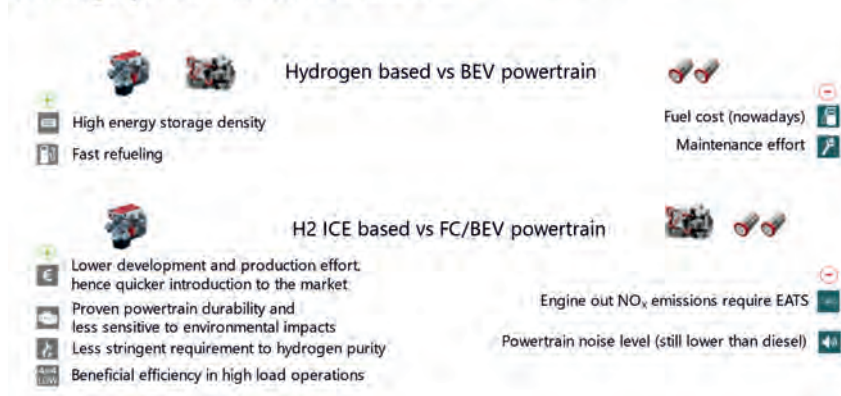 Hydrogen based vs BEV powertrain
High energy storage density
Fast refueling
Fuel cost (nowadays)
Maintenance effort
H2 ICE based vs FC/BEV powertrain
Lower development and production effort,
hence quicker introduction to the market
Proven powertrain durability and
less sensitive to environmental impacts
Less stringent requirement to hydrogen purity
Beneficial efficiency in high load operations
Engine out NOₓ emissions require EATS
Powertrain noise level (still lower than diesel)